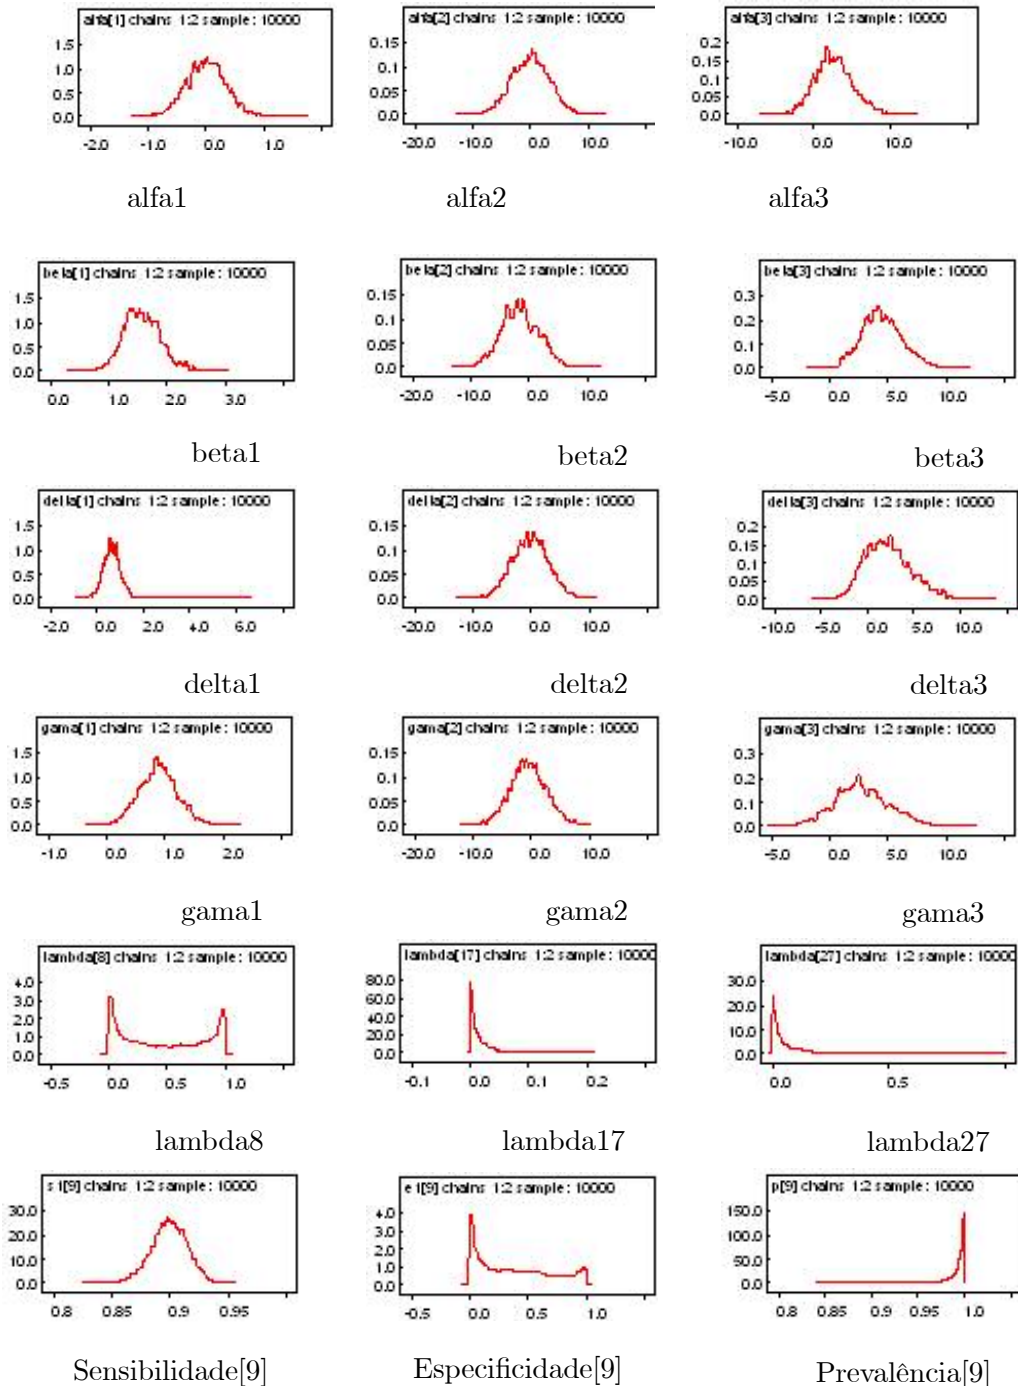 alfa[1] chains 1:2 sample: 10000
1.5
1.0
0.5
0.0
-2.0 -1.0 0.0 1.0
alfa1
alfa[2] chains 1:2 sample: 10000
0.15
0.1
0.05
0.0
-20.0 -10.0 0.0 10.0
alfa2
alfa[3] chains 1:2 sample: 10000
0.2
0.15
0.1
0.05
0.0
-10.0 0.0 10.0
alfa3
beta[1] chains 1:2 sample: 10000
1.5
1.0
0.5
0.0
0.0 1.0 2.0 3.0
beta1
beta[2] chains 1:2 sample: 10000
0.15
0.1
0.05
0.0
-20.0 -10.0 0.0 10.0
beta2
beta[3] chains 1:2 sample: 10000
0.3
0.2
0.1
0.0
-5.0 0.0 5.0 10.0
beta3
delta[1] chains 1:2 sample: 10000
1.5
1.0
0.5
0.0
-2.0 0.0 2.0 4.0 6.0
delta1
delta[2] chains 1:2 sample: 10000
0.15
0.1
0.05
0.0
-20.0 -10.0 0.0 10.0
delta2
delta[3] chains 1:2 sample: 10000
0.2
0.15
0.1
0.05
0.0
-10.0 -5.0 0.0 5.0 10.0
delta3
gama[1] chains 1:2 sample: 10000
1.5
1.0
0.5
0.0
-1.0 0.0 1.0 2.0
gama1
gama[2] chains 1:2 sample: 10000
0.15
0.1
0.05
0.0
-20.0 -10.0 0.0 10.0
gama2
gama[3] chains 1:2 sample: 10000
0.3
0.2
0.1
0.0
-5.0 0.0 5.0 10.0
gama3
lambda[8] chains 1:2 sample: 10000
4.0
3.0
2.0
1.0
0.0
-0.5 0.0 0.5 1.0
lambda8
lambda[17] chains 1:2 sample: 10000
80.0
60.0
40.0
20.0
0.0
-0.1 0.0 0.1 0.2
lambda17
lambda[27] chains 1:2 sample: 10000
30.0
20.0
10.0
0.0
0.0 0.5
lambda27
s1[9] chains 1:2 sample: 10000
30.0
20.0
10.0
0.0
0.8 0.85 0.9 0.95
Sensibilidade[9]
e1[9] chains 1:2 sample: 10000
4.0
3.0
2.0
1.0
0.0
-0.5 0.0 0.5 1.0
Especificidade[9]
p[9] chains 1:2 sample: 10000
150.0
100.0
50.0
0.0
0.8 0.85 0.9 0.95 1.0
Prevalência[9]